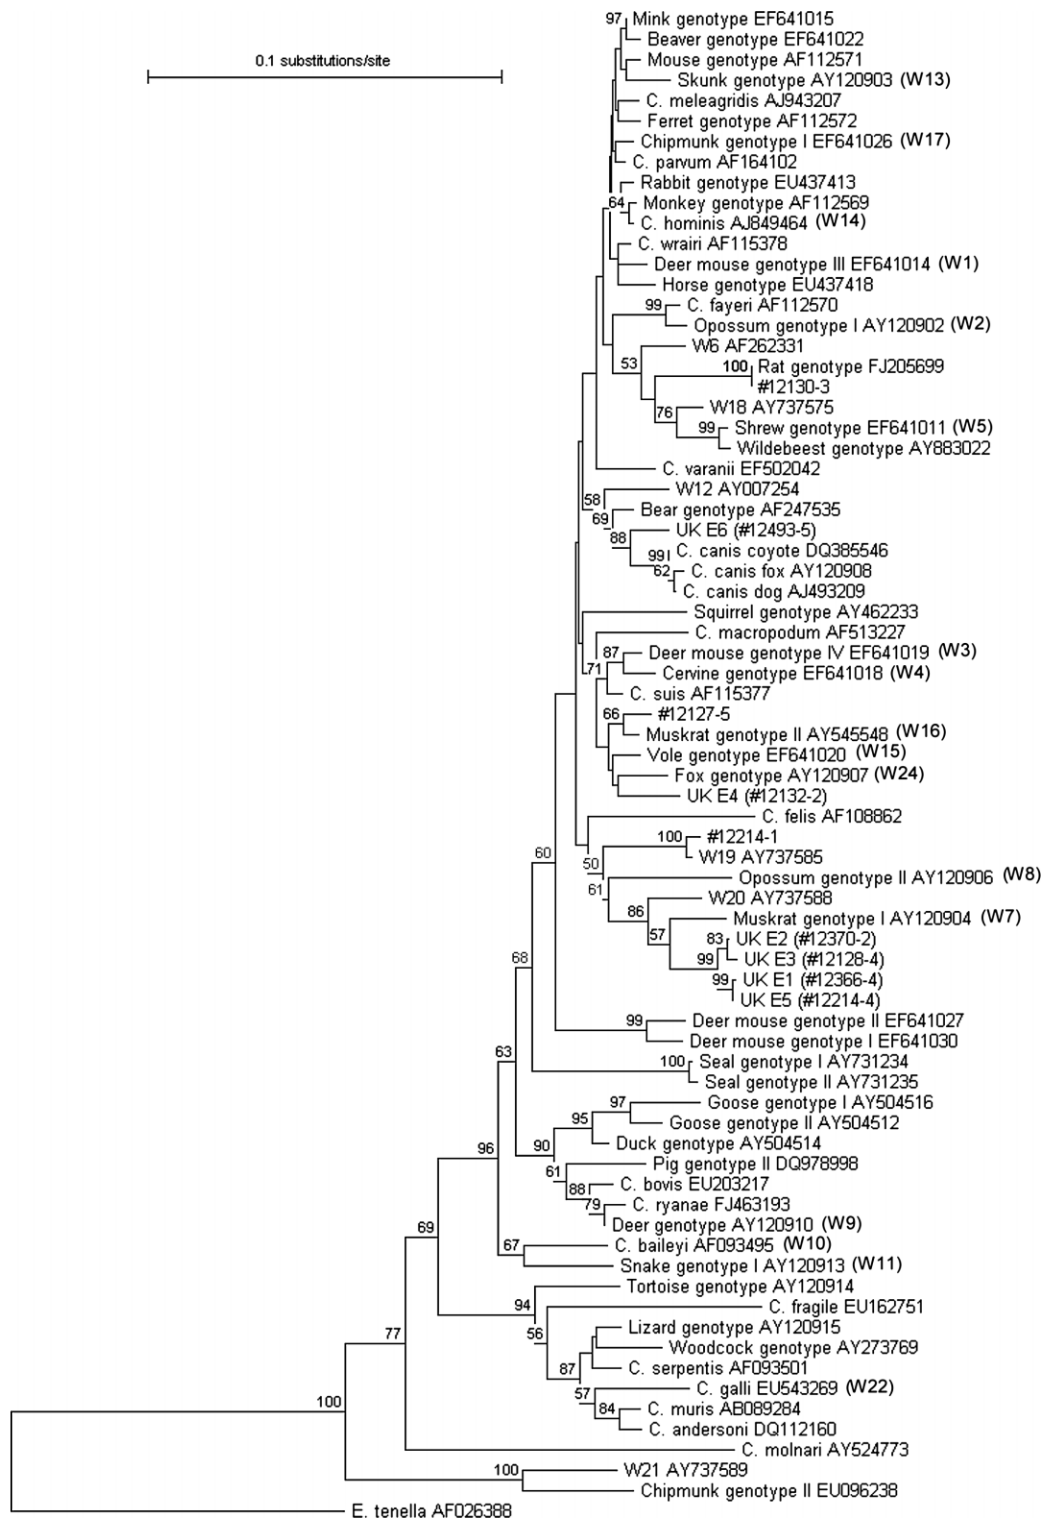 97 Mink genotype EF641015
Beaver genotype EF641022
0.1 substitutions/site
Mouse genotype AF112571
Skunk genotype AY120903 (W13)
C. meleagridis AJ943207
Ferret genotype AF112572
Chipmunk genotype I EF641026 (W17)
C. parvum AF164102
Rabbit genotype EU437413
64 Monkey genotype AF112569
C. hominis AJ849464 (W14)
C. wrairi AF115378
Deer mouse genotype III EF641014 (W1)
Horse genotype EU437418
99 C. fayeri AF112570
Opossum genotype I AY120902 (W2)
W6 AF262331
53
100 Rat genotype FJ205699
#12130-3
W18 AY737575
76
99 Shrew genotype EF641011 (W5)
Wildebeest genotype AY883022
C. varanii EF502042
W12 AY007254
58
Bear genotype AF247535
69
UK E6 (#12493-5)
88
99 C. canis coyote DQ385546
62 C. canis fox AY120908
C. canis dog AJ493209
Squirrel genotype AY462233
C. macropodum AF513227
87 Deer mouse genotype IV EF641019 (W3)
71 Cervine genotype EF641018 (W4)
C. suis AF115377
66 #12127-5
Muskrat genotype II AY545548 (W16)
Vole genotype EF641020 (W15)
Fox genotype AY120907 (W24)
UK E4 (#12132-2)
C. felis AF108862
100 #12214-1
60
W19 AY737585
50
Opossum genotype II AY120906 (W8)
61
W20 AY737588
86
Muskrat genotype I AY120904 (W7)
57
83 UK E2 (#12370-2)
99 UK E3 (#12128-4)
68
99 UK E1 (#12366-4)
UK E5 (#12214-4)
99 Deer mouse genotype II EF641027
Deer mouse genotype I EF641030
63
100 Seal genotype I AY731234
Seal genotype II AY731235
97 Goose genotype I AY504516
95 Goose genotype II AY504512
90 Duck genotype AY504514
96
Pig genotype II DQ978998
61
88 C. bovis EU203217
79 C. ryanae FJ463193
Deer genotype AY120910 (W9)
69
67 C. baileyi AF093495 (W10)
Snake genotype I AY120913 (W11)
Tortoise genotype AY120914
94 C. fragile EU162751
56 Lizard genotype AY120915
77
Woodcock genotype AY273769
87 C. serpentis AF093501
57 C. galli EU543269 (W22)
84 C. muris AB089284
100
C. andersoni DQ112160
C. molnari AY524773
100 W21 AY737589
Chipmunk genotype II EU096238
E. tenella AF026388